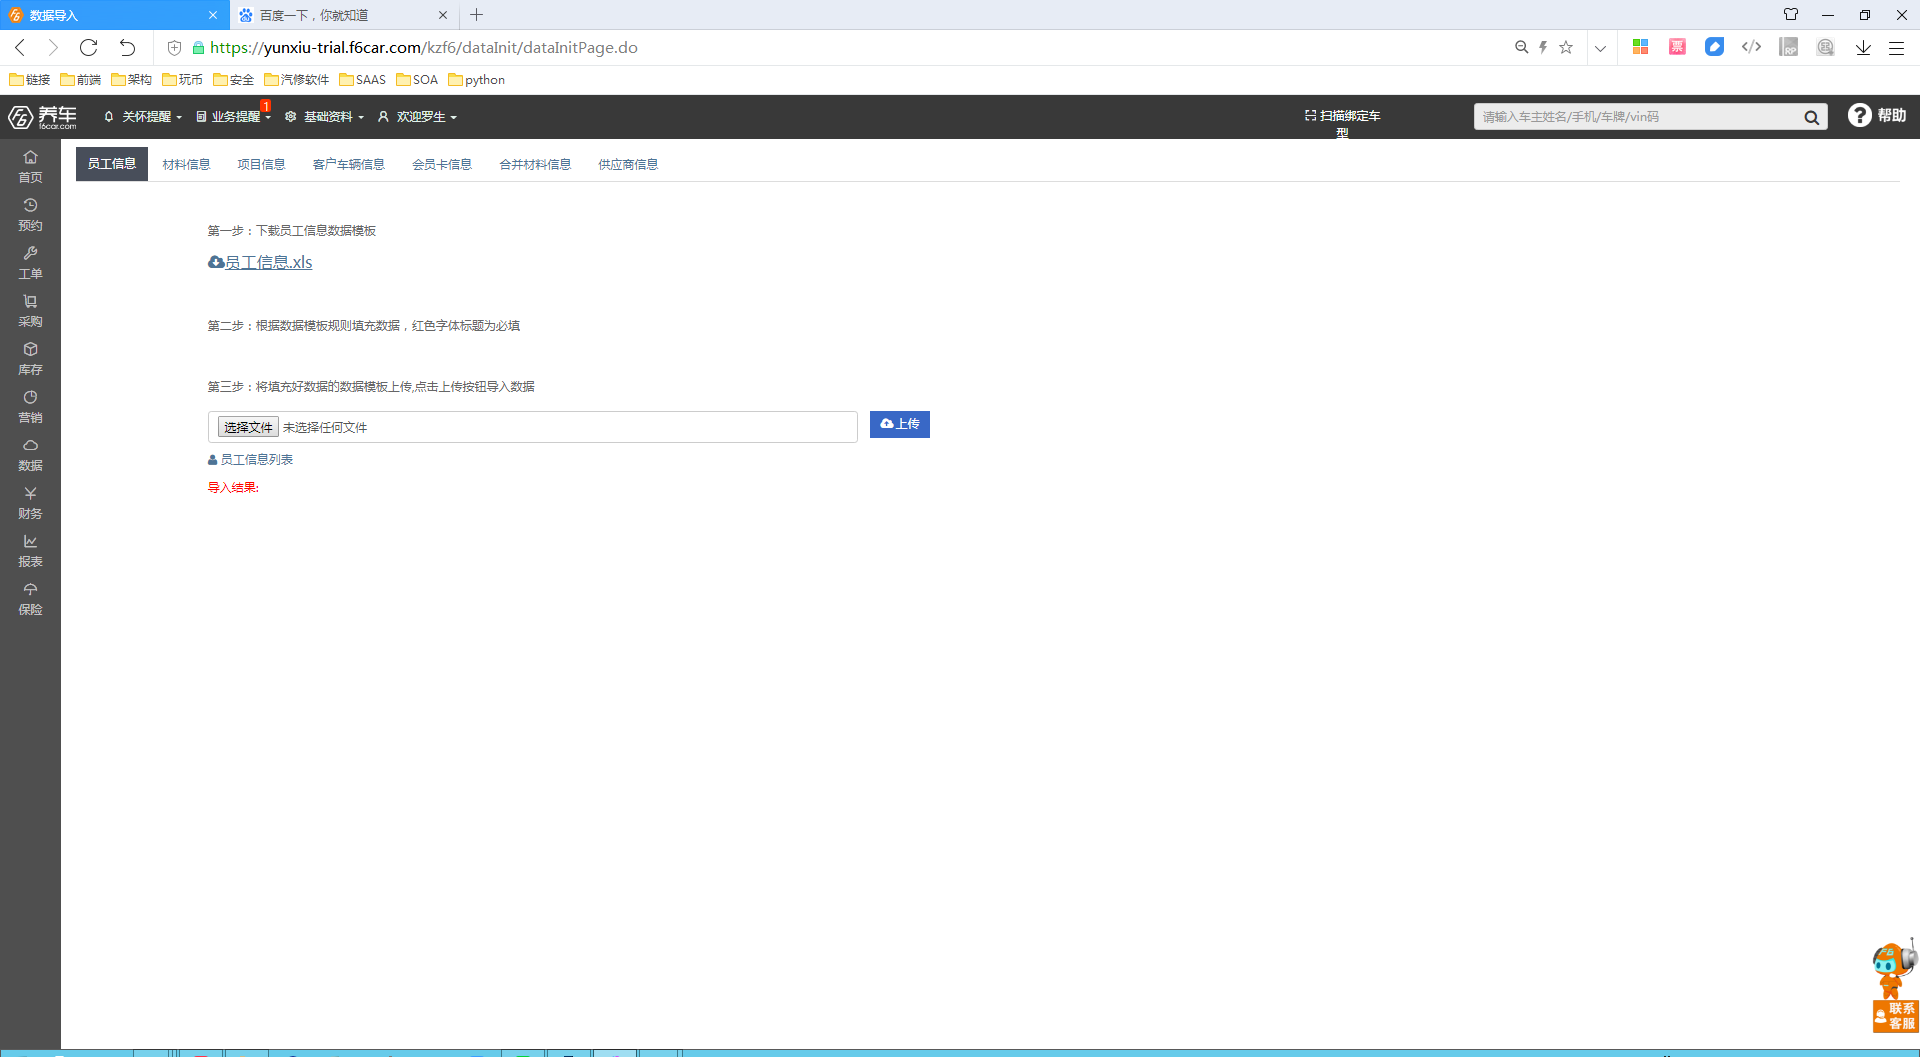 数据导入
百度一下，你就知道
https://yunxiu-trial.f6car.com/kzf6/dataInit/dataInitPage.do
票
RP
链接
前端
架构
玩币
安全
汽修软件
SAAS
SOA
python
F6 养车
f6car.com
关怀提醒
业务提醒
1
基础资料
欢迎罗生
扫描绑定车
型
请输入车主姓名/手机/车牌/vin码
? 帮助
首页
预约
工单
采购
库存
营销
数据
财务
报表
保险
员工信息
材料信息
项目信息
客户车辆信息
会员卡信息
合并材料信息
供应商信息
第一步：下载员工信息数据模板
员工信息.xls
第二步：根据数据模板规则填充数据，红色字体标题为必填
第三步：将填充好数据的数据模板上传,点击上传按钮导入数据
选择文件 未选择任何文件
上传
员工信息列表
导入结果:
F6
联系
客服